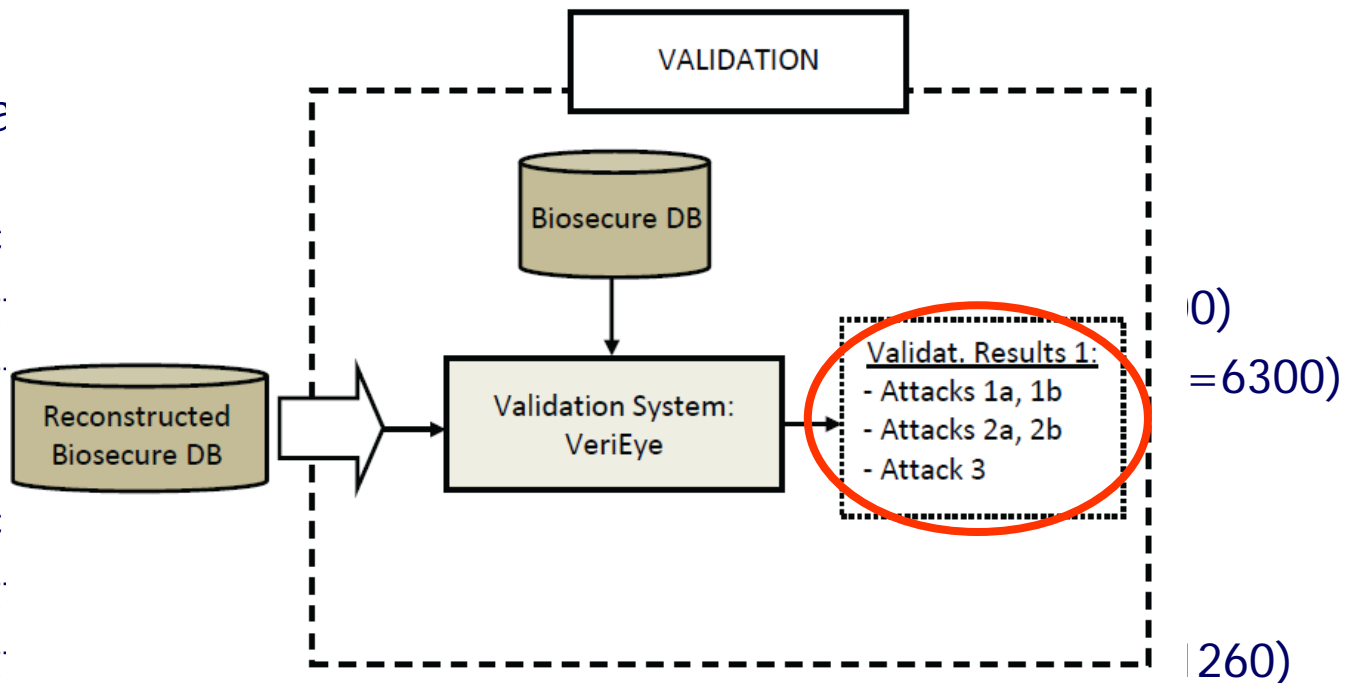 VALIDATION
Biosecure DB
0)
Validat. Results 1:
=6300)
- Attacks 1a, 1b
Reconstructed
Biosecure DB
Validation System:
VeriEye
- Attacks 2a, 2b
- Attack 3
260)